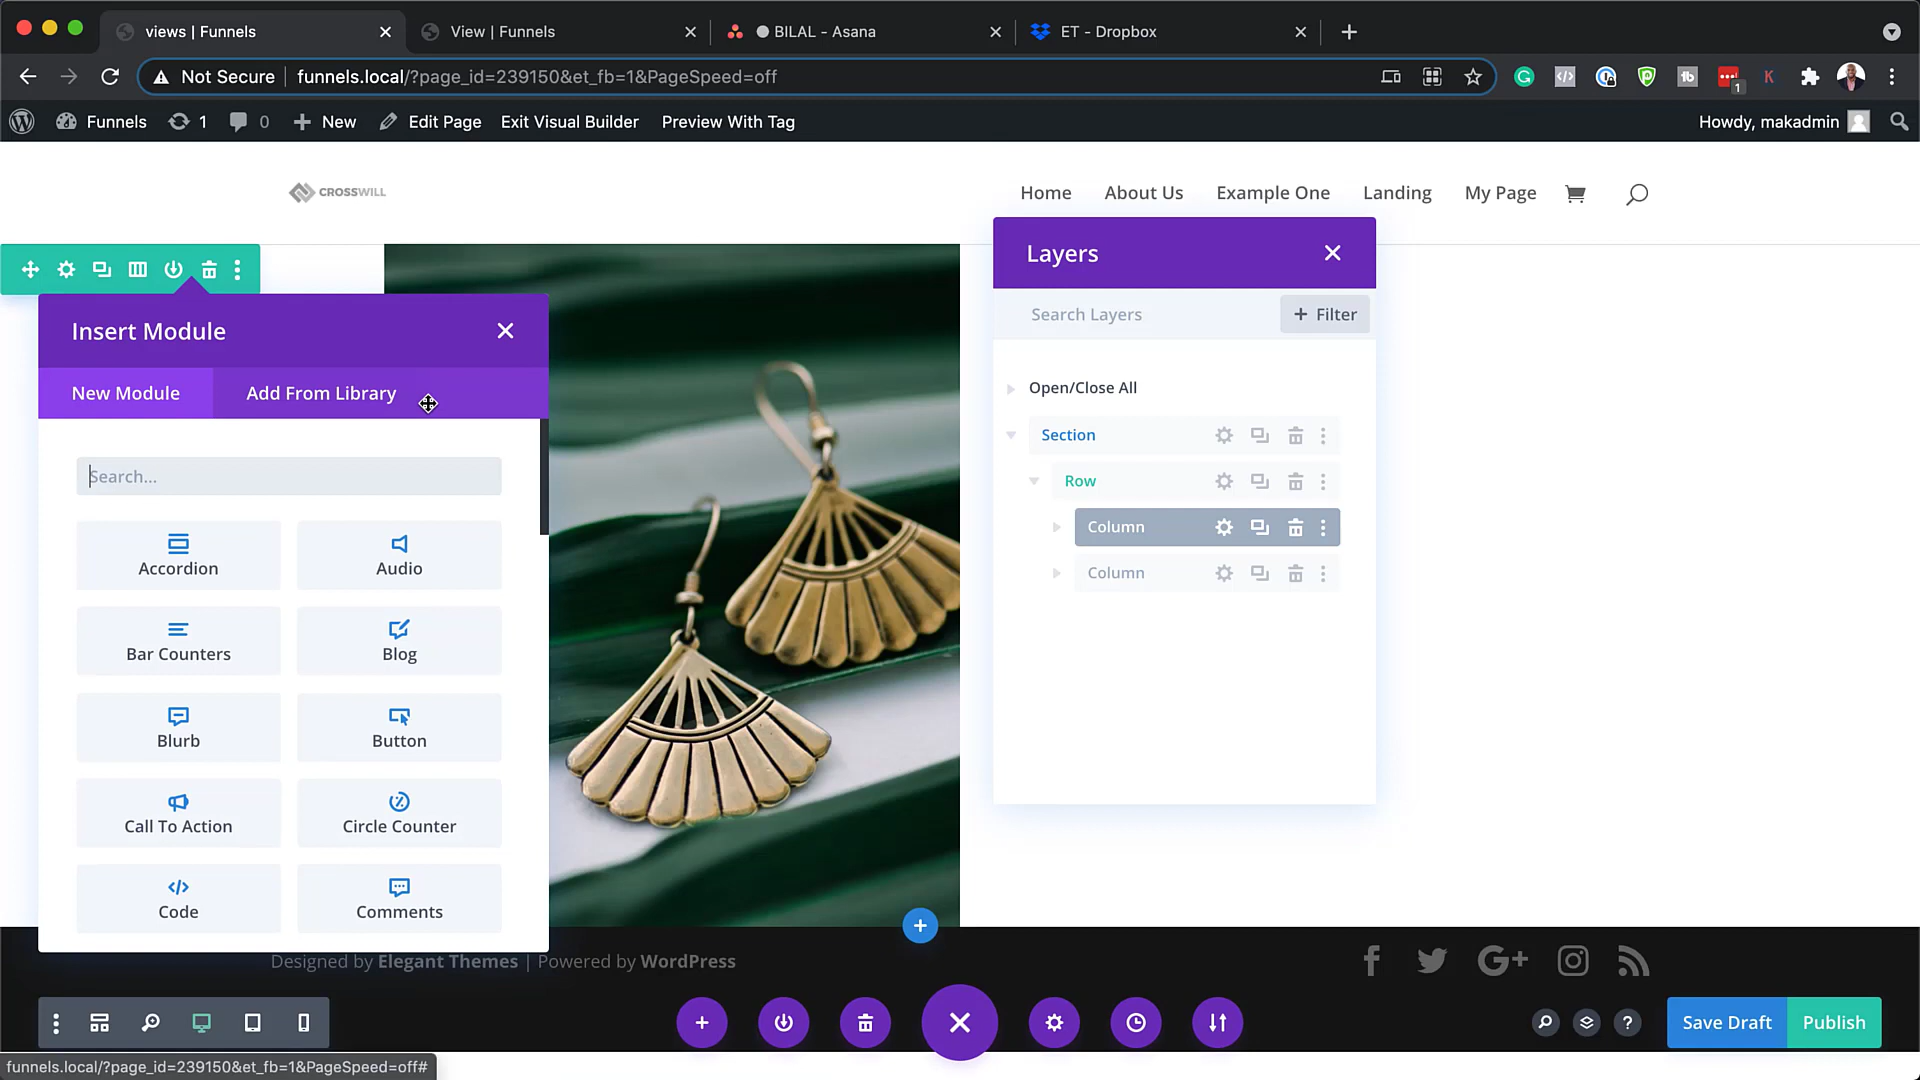 views | Funnels
View | Funnels
BILAL - Asana
ET - Dropbox
Not Secure
funnels.local/?page_id=239150&et_fb=1&PageSpeed=off
1
Funnels
1
0
New
Edit Page
Exit Visual Builder
Preview With Tag
Howdy, makadmin
CROSSWILL
Home
About Us
Example One
Landing
My Page
Layers
Search Layers
+ Filter
Open/Close All
Section
Row
Column
Column
Insert Module
New Module
Add From Library
Search...
Accordion
Audio
Bar Counters
Blog
Blurb
Button
Call To Action
Circle Counter
Code
Comments
Designed by Elegant Themes | Powered by WordPress
Save Draft
Publish
funnels.local/?page_id=239150&et_fb=1&PageSpeed=off#